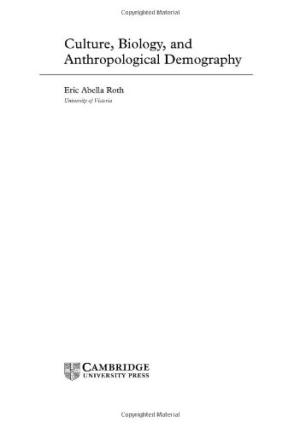 Copyrighted Material
Culture, Biology, and
Anthropological Demography
Eric Abella Roth
University of Victoria
CAMBRIDGE
UNIVERSITY PRESS
Copyrighted Material